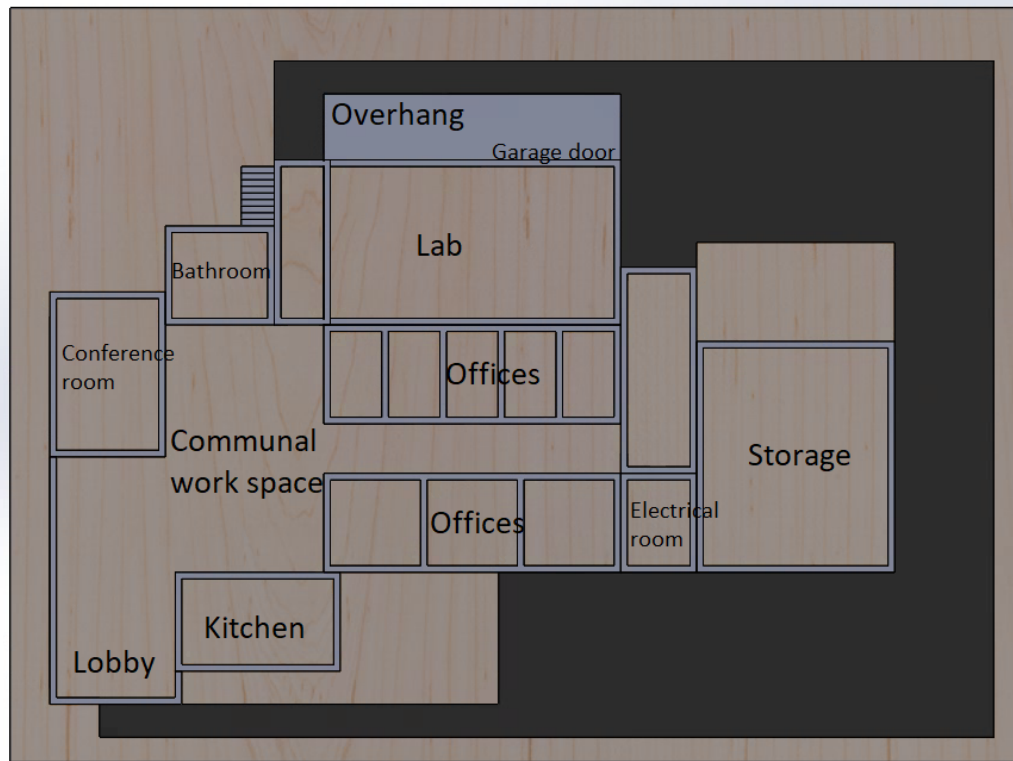 Overhang
Garage door
Lab
Bathroom
Conference
room
Offices
Communal
work space
Storage
Offices
Electrical
room
Kitchen
Lobby